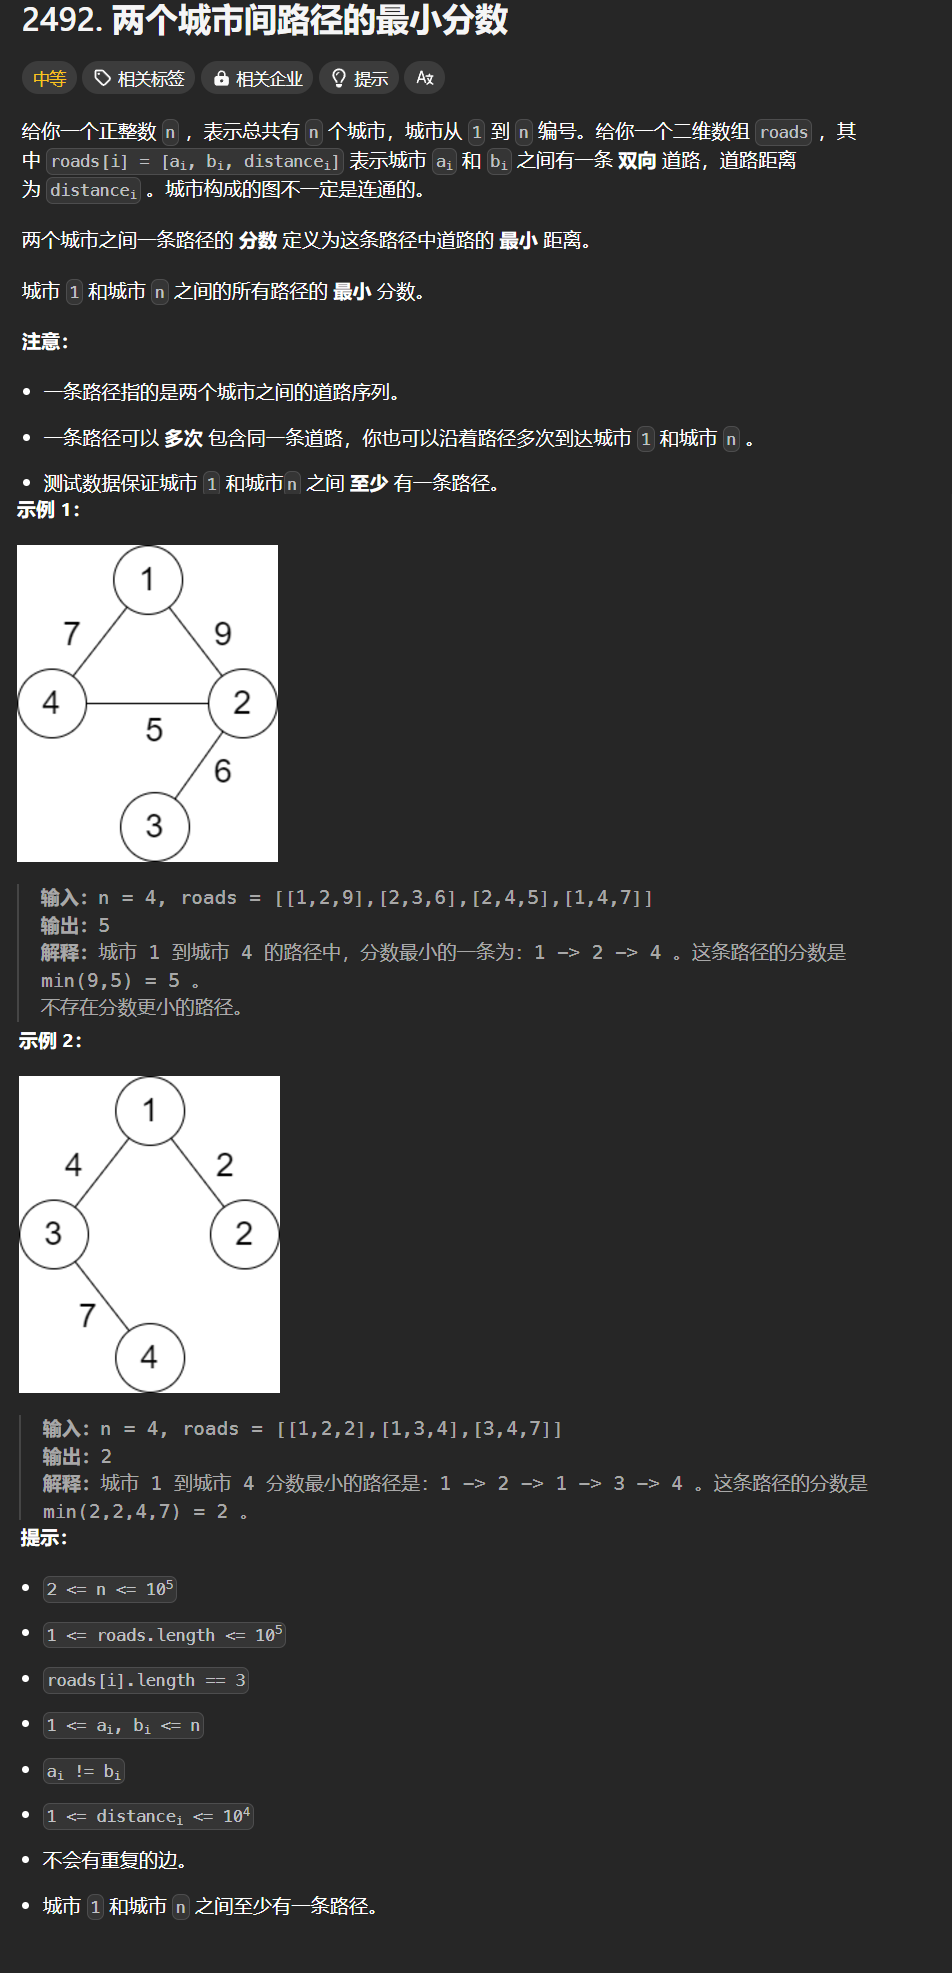 2492. 两个城市间路径的最小分数
中等 相关标签 相关企业 提示 Aぇ
给你一个正整数 n ，表示总共有 n 个城市，城市从 1 到 n 编号。给你一个二维数组 roads ，其
中 roads[i] = [aᵢ, bᵢ, distanceᵢ] 表示城市 aᵢ 和 bᵢ 之间有一条 双向 道路，道路距离
为 distanceᵢ 。城市构成的图不一定是连通的。
两个城市之间一条路径的 分数 定义为这条路径中道路的 最小 距离。
城市 1 和城市 n 之间的所有路径的 最小 分数。
注意：
• 一条路径指的是两个城市之间的道路序列。
• 一条路径可以 多次 包含同一条道路，你也可以沿着路径多次到达城市 1 和城市 n 。
• 测试数据保证城市 1 和城市n 之间 至少 有一条路径。
示例 1：
1
7 9
4 2
5
6
3
输入：n = 4, roads = [[1,2,9],[2,3,6],[2,4,5],[1,4,7]]
输出：5
解释：城市 1 到城市 4 的路径中，分数最小的一条为：1 -> 2 -> 4 。这条路径的分数是
min(9,5) = 5 。
不存在分数更小的路径。
示例 2：
1
4 2
3 2
7
4
输入：n = 4, roads = [[1,2,2],[1,3,4],[3,4,7]]
输出：2
解释：城市 1 到城市 4 分数最小的路径是：1 -> 2 -> 1 -> 3 -> 4 。这条路径的分数是
min(2,2,4,7) = 2 。
提示：
• 2 <= n <= 10⁵
• 1 <= roads.length <= 10⁵
• roads[i].length == 3
• 1 <= aᵢ, bᵢ <= n
• aᵢ != bᵢ
• 1 <= distanceᵢ <= 10⁴
• 不会有重复的边。
• 城市 1 和城市 n 之间至少有一条路径。